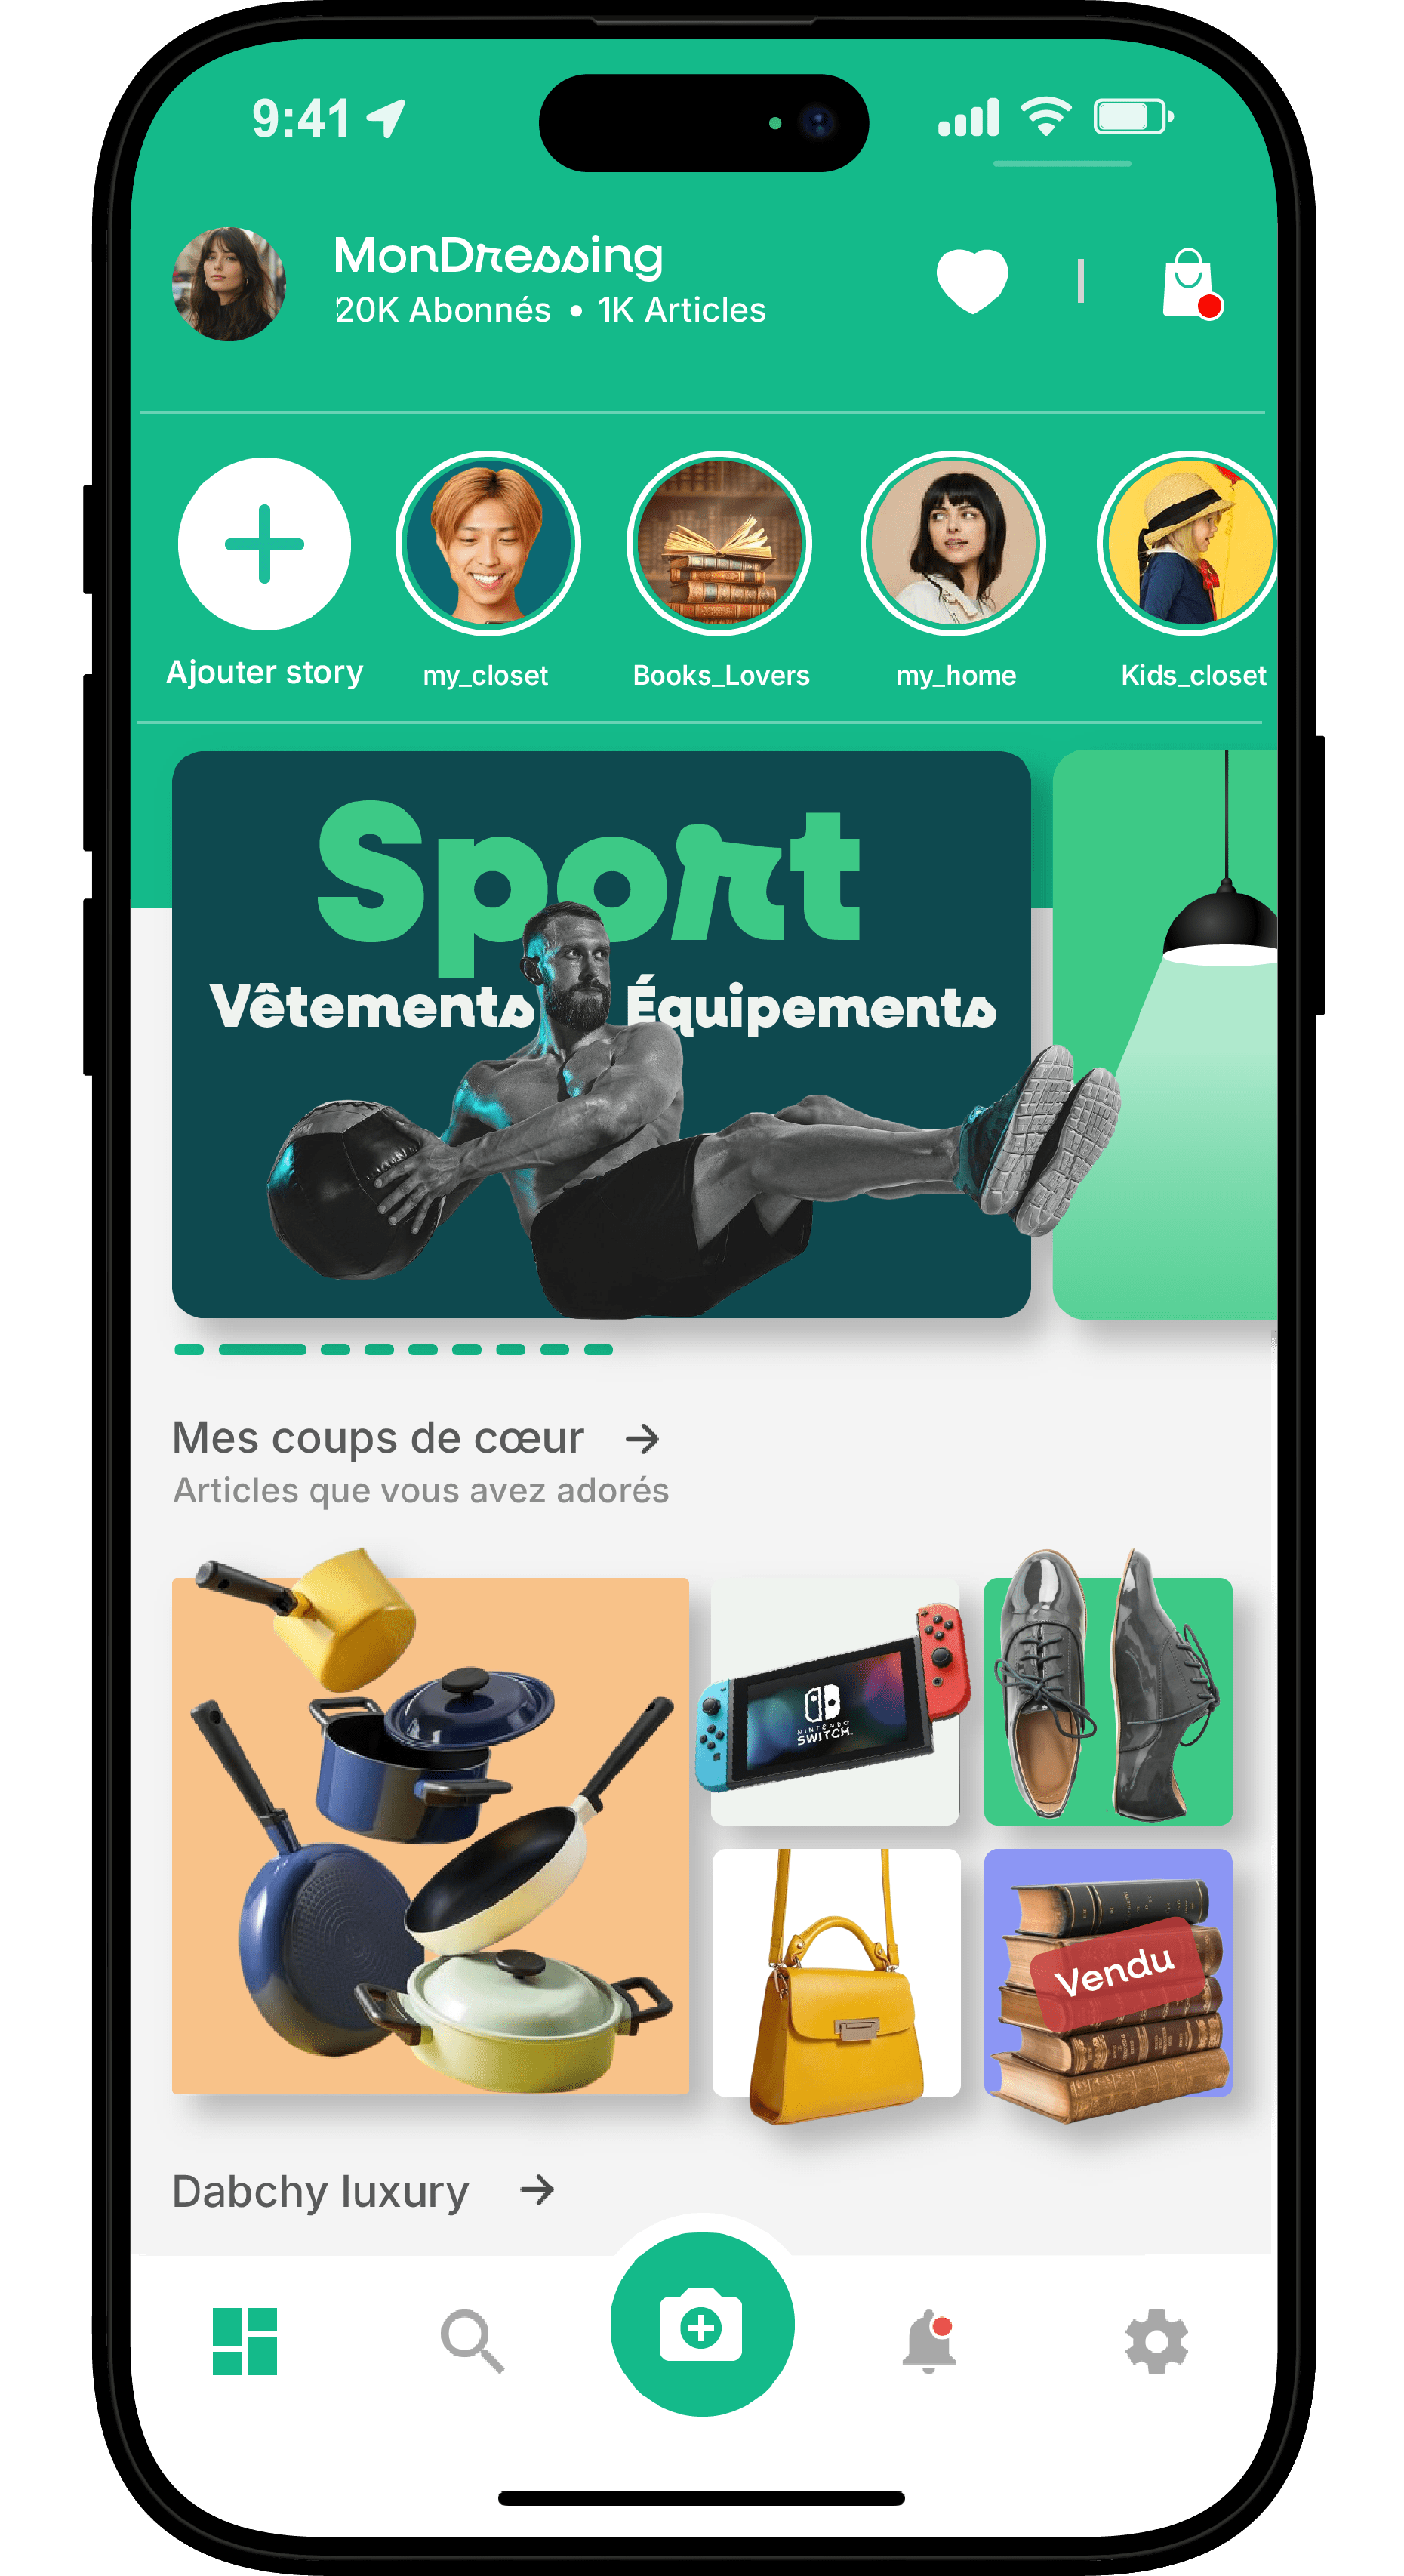 9:41
MonDressing
20K Abonnés • 1K Articles
Ajouter story
my_closet
Books_Lovers
my_home
Kids_closet
Sport
Vêtements Équipements
Mes coups de cœur →
Articles que vous avez adorés
NINTENDO
SWITCH
Vendu
Dabchy luxury →